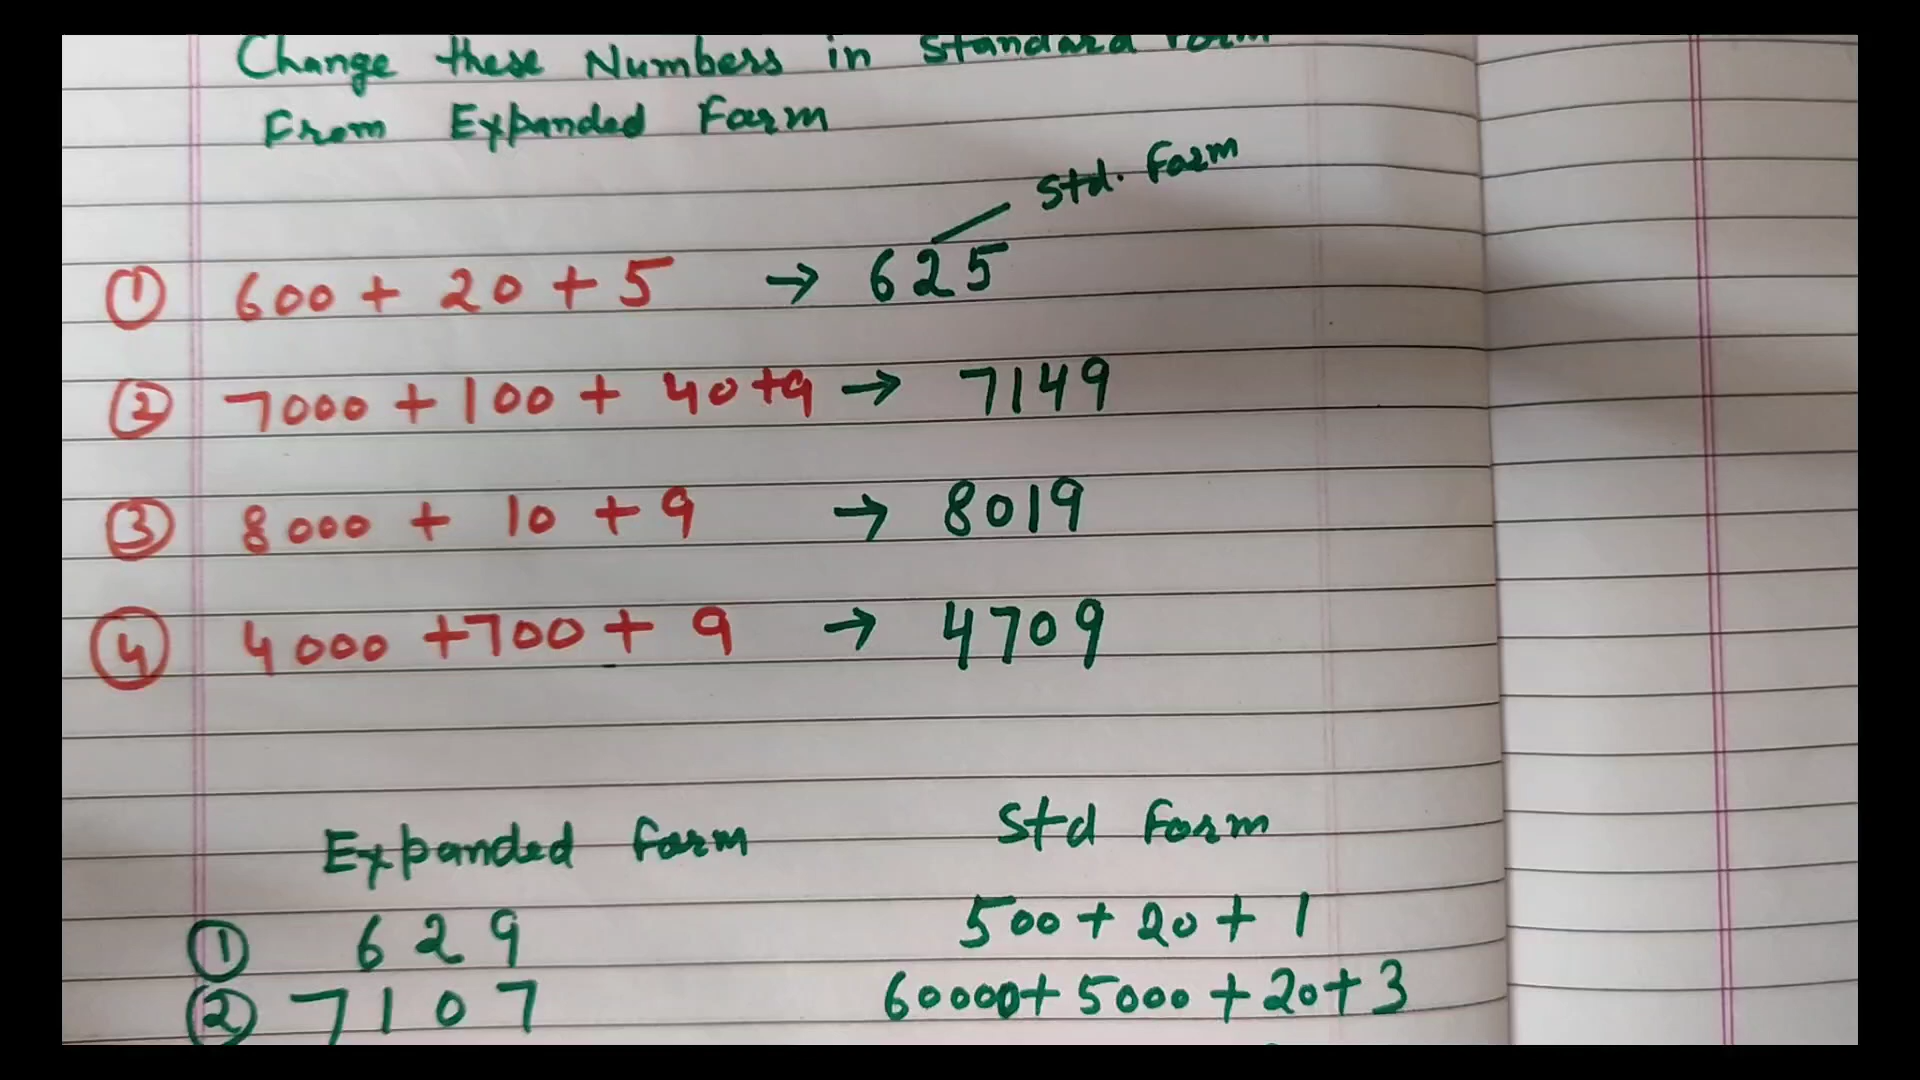 Change these Numbers in Standard Form
From Expanded Form
Std. Form
① 600 + 20 + 5 → 625
② 7000 + 100 + 40 + 9 → 7149
③ 8000 + 10 + 9 → 8019
④ 4000 + 700 + 9 → 4709
Expanded Form Std Form
① 629 500 + 20 + 1
② 7107 60000 + 5000 + 20 + 3